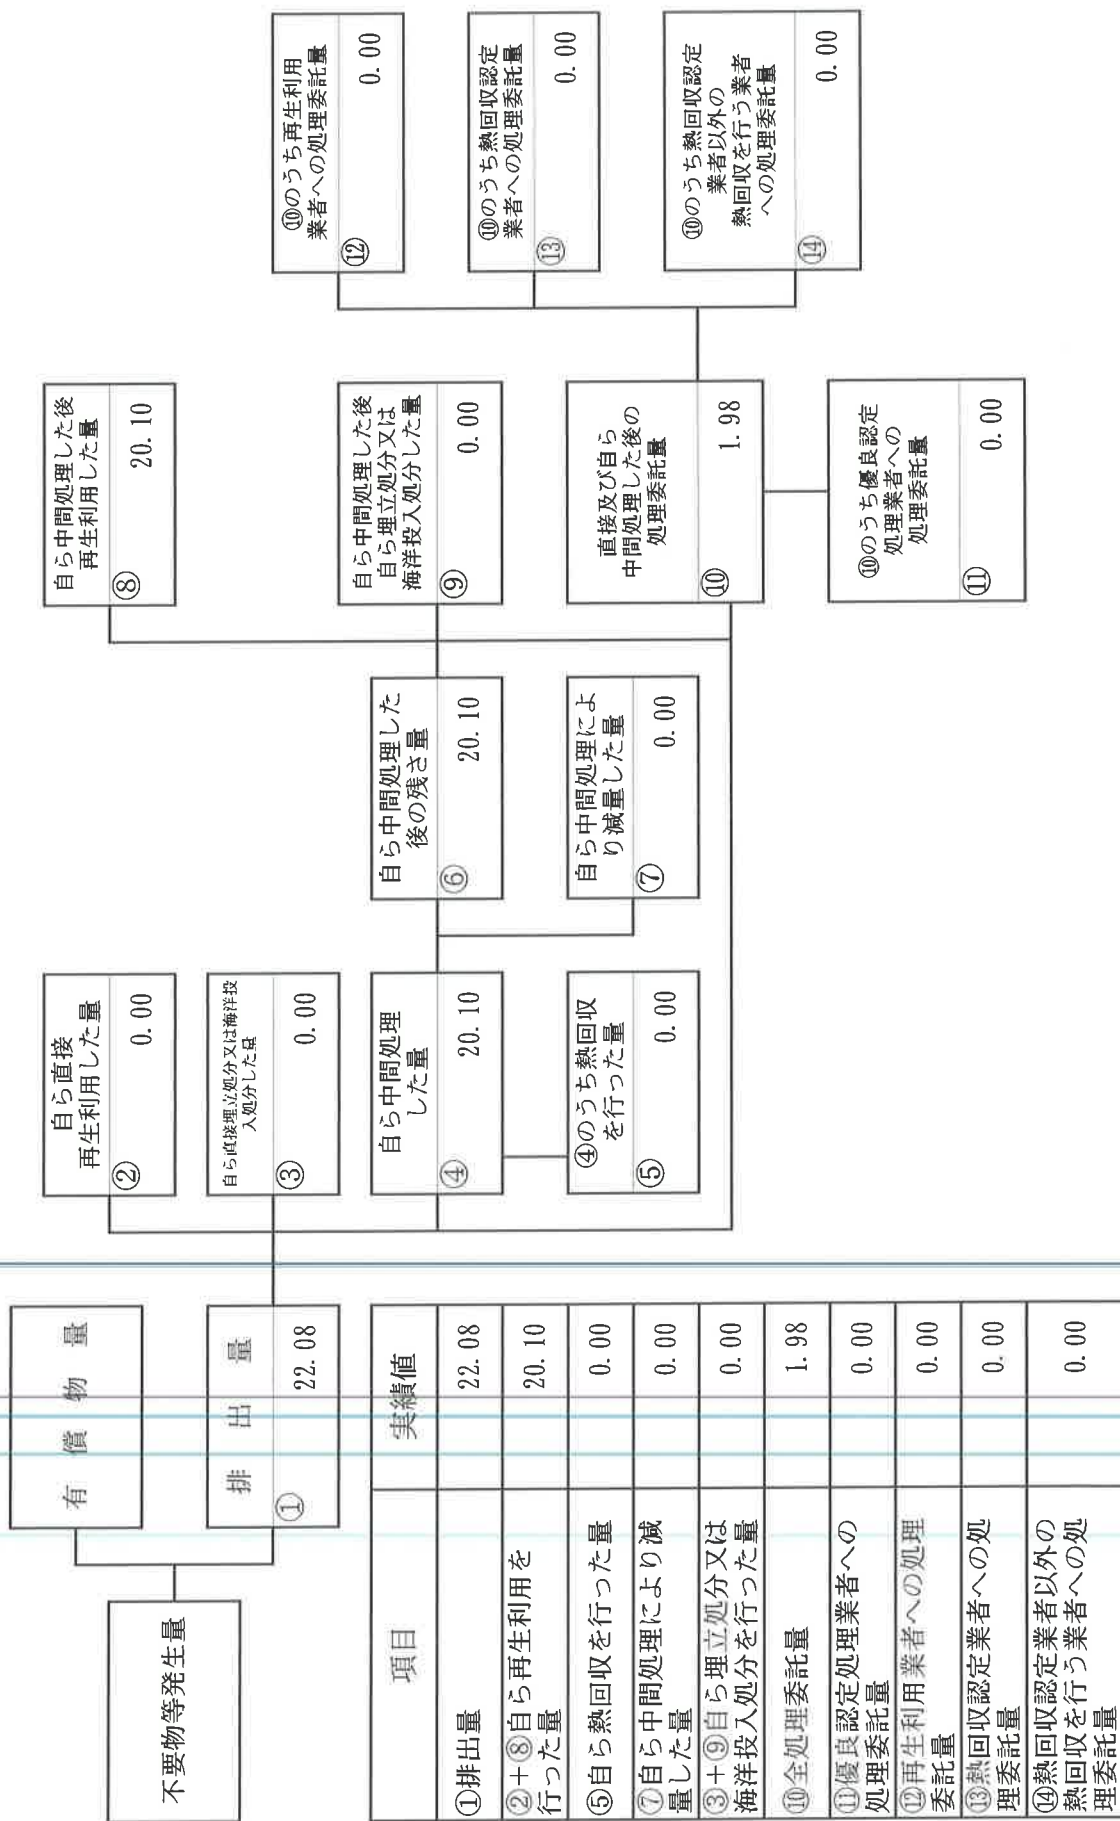 不要物等発生量
有償物量
排出量
①
22.08
自ら直接
再生利用した量
②
0.00
自ら直接埋立処分又は海洋投
入処分した量
③
0.00
自ら中間処理
した量
④
20.10
④のうち熱回収
を行った量
⑤
0.00
自ら中間処理した
後の残さ量
⑥
20.10
自ら中間処理によ
り減量した量
⑦
0.00
自ら中間処理した後
再生利用した量
⑧
20.10
自ら中間処理した後
自ら埋立処分又は
海洋投入処分した量
⑨
0.00
直接及び自ら
中間処理した後の
処理委託量
⑩
1.98
⑩のうち優良認定
処理業者への
処理委託量
⑪
0.00
⑩のうち再生利用
業者への処理委託量
⑫
0.00
⑩のうち熱回収認定
業者への処理委託量
⑬
0.00
⑩のうち熱回収認定
業者以外の
熱回収を行う業者
への処理委託量
⑭
0.00
項目 実績値
①排出量 22.08
②+⑧自ら再生利用を
行った量 20.10
⑤自ら熱回収を行った量 0.00
⑦自ら中間処理により減
量した量 0.00
③+⑨自ら埋立処分又は
海洋投入処分を行った量 0.00
⑩全処理委託量 1.98
⑪優良認定処理業者への
処理委託量 0.00
⑫再生利用業者への処理
委託量 0.00
⑬熱回収認定業者への処
理委託量 0.00
⑭熱回収認定業者以外の
熱回収を行う業者への処
理委託量 0.00